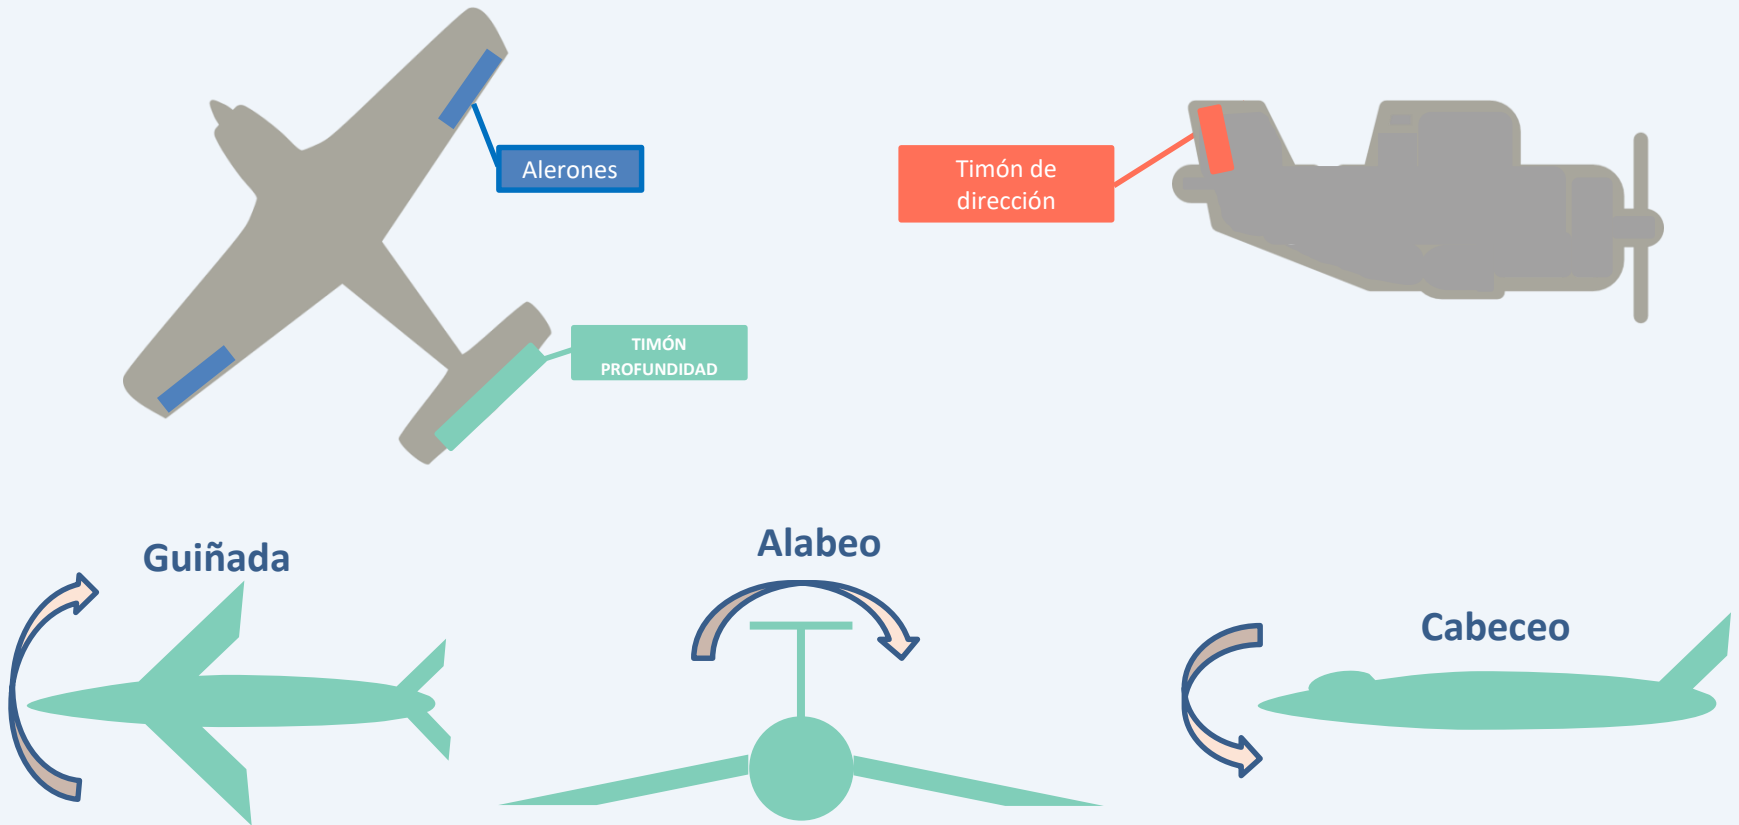 Alerones
Timón de
dirección
TIMÓN
PROFUNDIDAD
Guiñada
Alabeo
Cabeceo